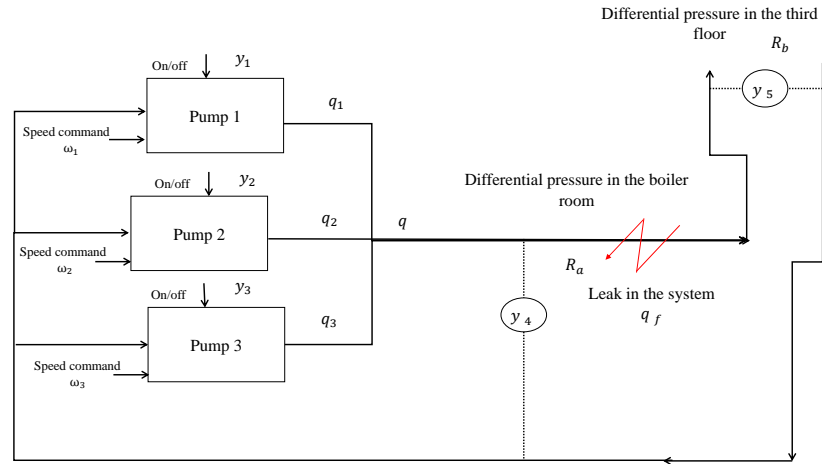 Differential pressure in the third
floor
R_b
y_5
On/off
y_1
Pump 1
q_1
Speed command
ω_1
On/off
y_2
Pump 2
q_2
q
Speed command
ω_2
Differential pressure in the boiler
room
R_a
Leak in the system
q_f
On/off
y_3
Pump 3
q_3
y_4
Speed command
ω_3